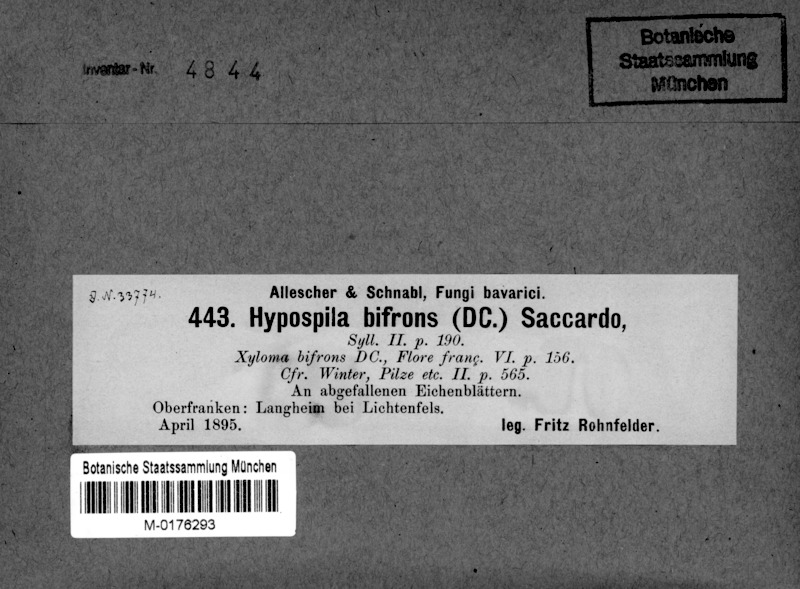 Botanische
Staatssammlung
München
Inventar-Nr. 4844
J.N. 33774.
Allescher & Schnabl, Fungi bavarici.
443. Hypospila bifrons (DC.) Saccardo,
Syll. II. p. 190.
Xyloma bifrons DC., Flore franç. VI. p. 156.
Cfr. Winter, Pilze etc. II. p. 565.
An abgefallenen Eichenblättern.
Oberfranken: Langheim bei Lichtenfels.
April 1895.
leg. Fritz Rohnfelder.
Botanische Staatssammlung München
M-0176293